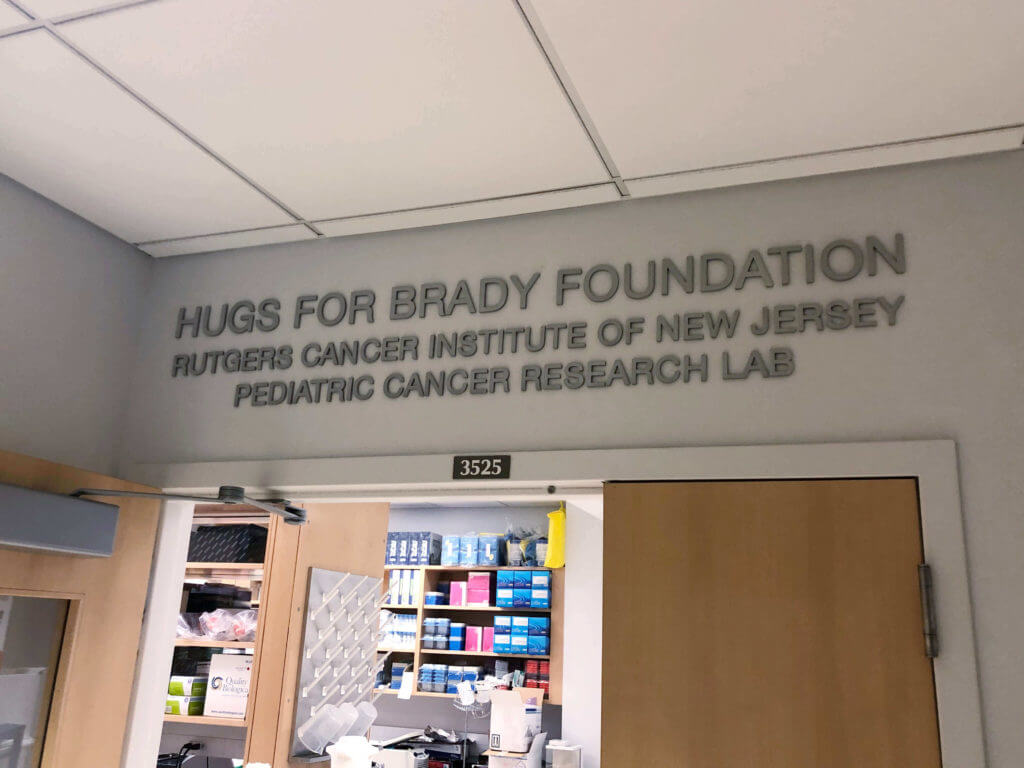 HUGS FOR BRADY FOUNDATION
RUTGERS CANCER INSTITUTE OF NEW JERSEY
PEDIATRIC CANCER RESEARCH LAB
3525
Quality
Biological